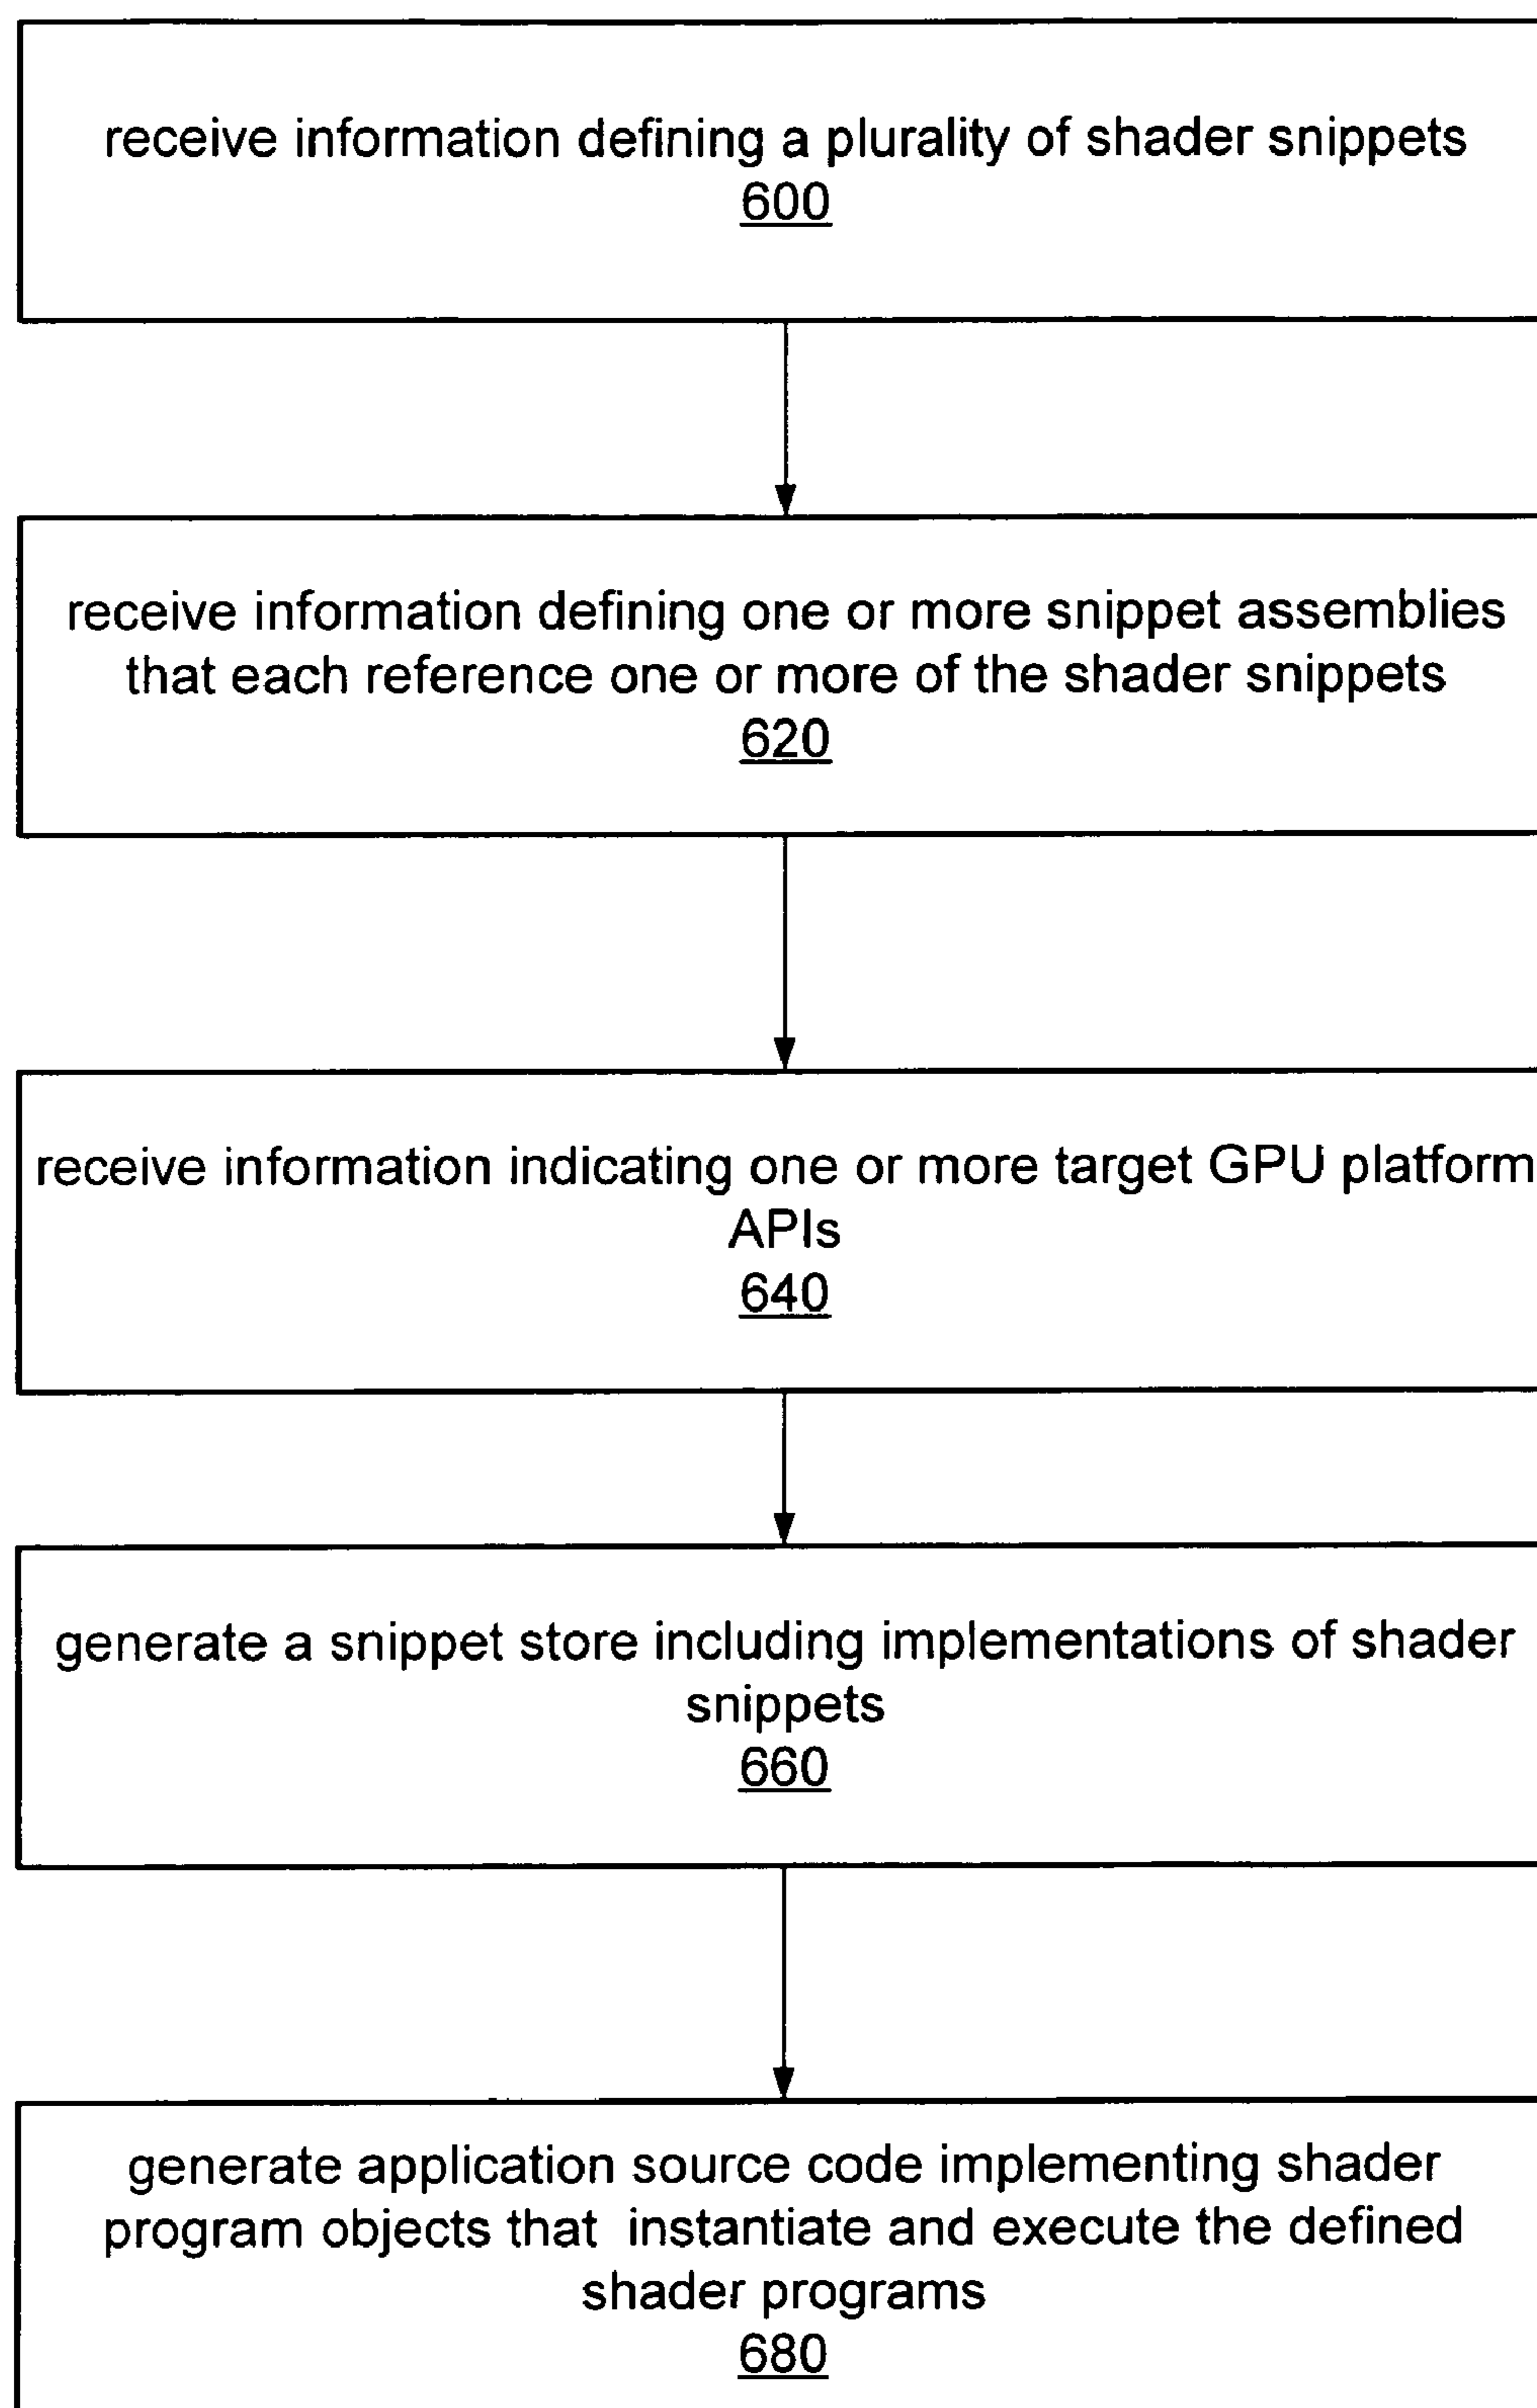 receive information defining a plurality of shader snippets
600
receive information defining one or more snippet assemblies
that each reference one or more of the shader snippets
620
receive information indicating one or more target GPU platform
APIs
640
generate a snippet store including implementations of shader
snippets
660
generate application source code implementing shader
program objects that instantiate and execute the defined
shader programs
680